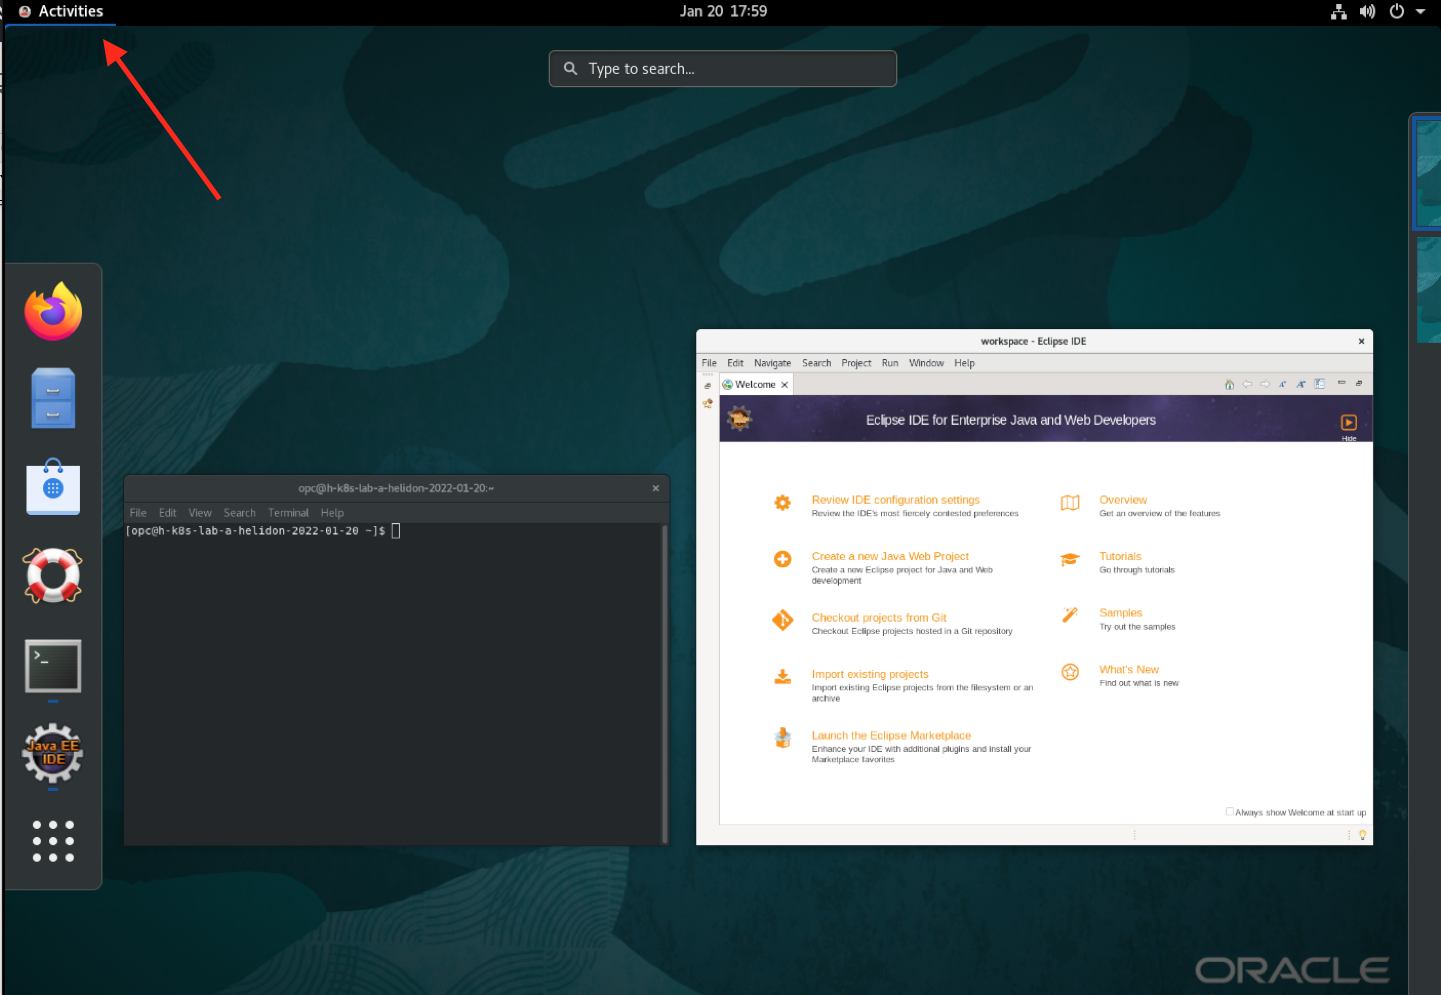 Activities
Jan 20 17:59
Type to search...
workspace - Eclipse IDE
File Edit Navigate Search Project Run Window Help
Welcome
Eclipse IDE for Enterprise Java and Web Developers
Hide
Review IDE configuration settings
Review the IDE's most fiercely contested preferences
Create a new Java Web Project
Create a new Eclipse project for Java and Web
development
Checkout projects from Git
Checkout Eclipse projects hosted in a Git repository
Import existing projects
Import existing Eclipse projects from the filesystem or an
archive
Launch the Eclipse Marketplace
Enhance your IDE with additional plugins and install your
Marketplace favorites
Overview
Get an overview of the features
Tutorials
Go through tutorials
Samples
Try out the samples
What's New
Find out what is new
Always show Welcome at start up
opc@h-k8s-lab-a-helidon-2022-01-20:~
File Edit View Search Terminal Help
[opc@h-k8s-lab-a-helidon-2022-01-20 ~]$
>_
Java EE
IDE
ORACLE